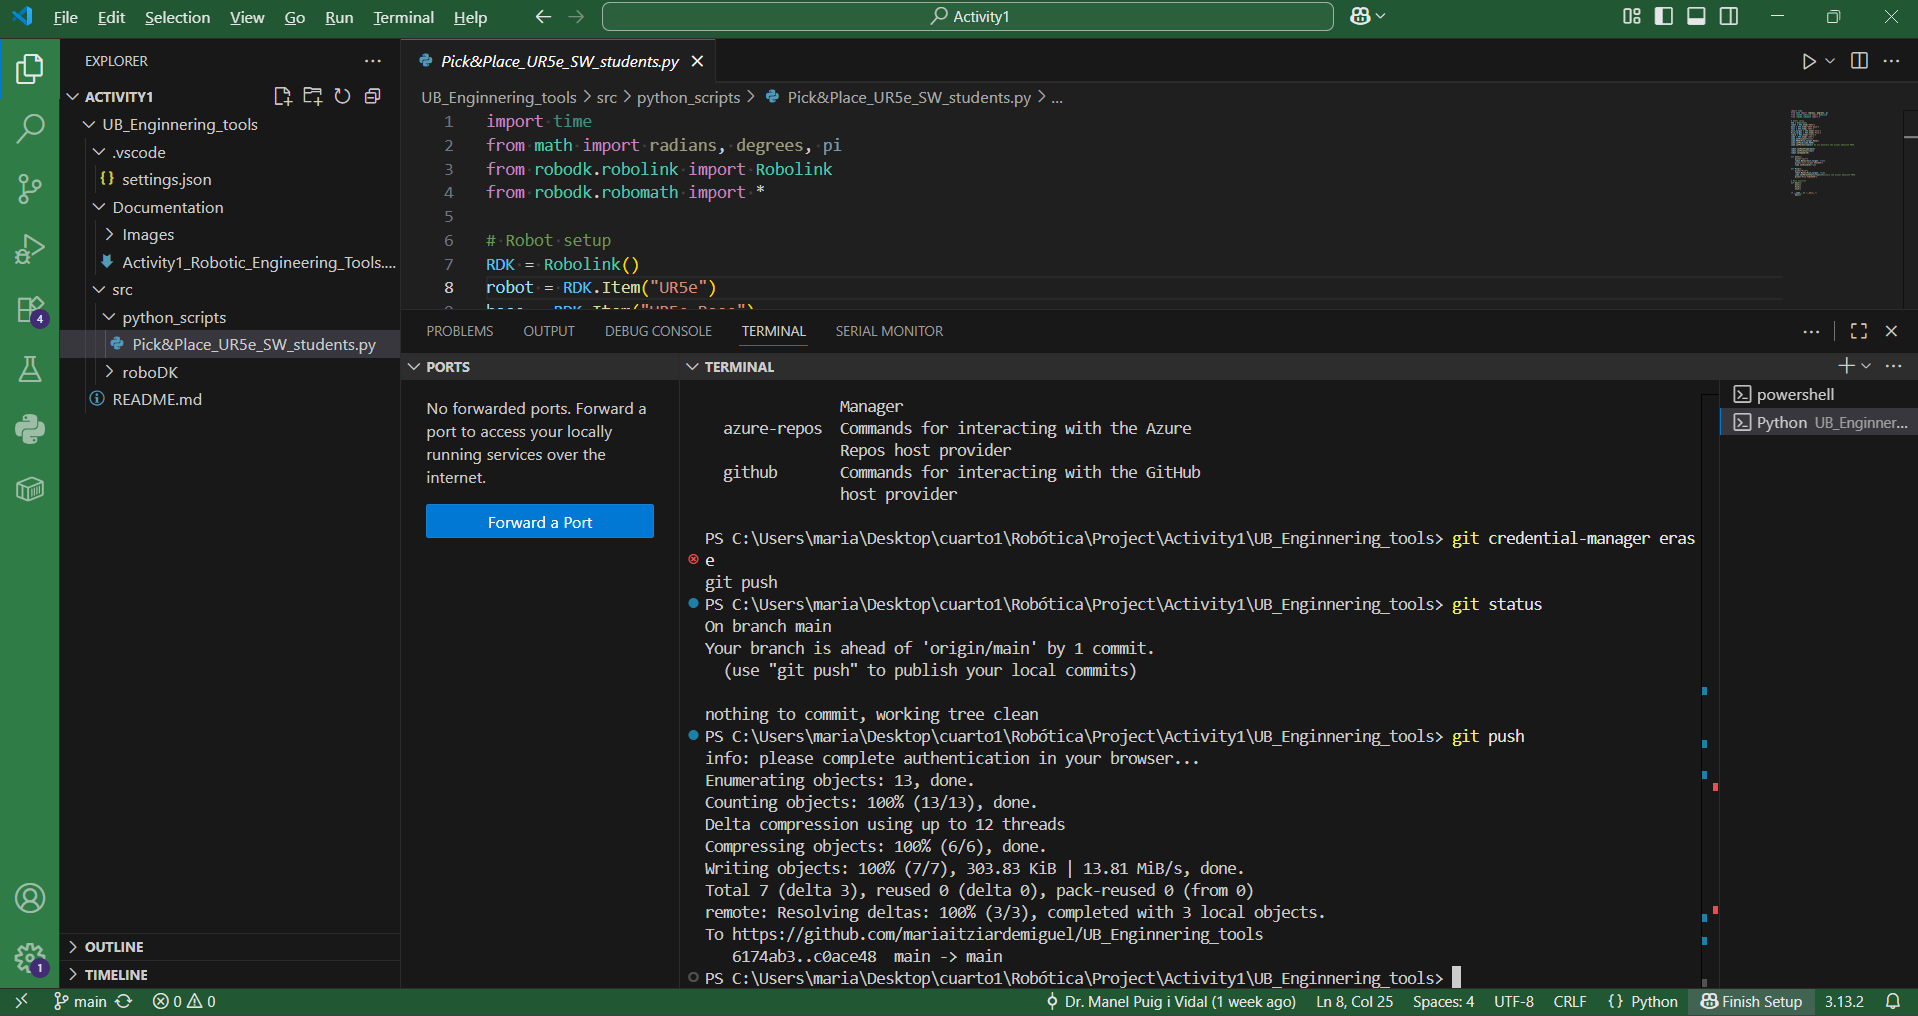 File Edit Selection View Go Run Terminal Help
Activity1
EXPLORER
ACTIVITY1
UB_Enginnering_tools
.vscode
{} settings.json
Documentation
Images
Activity1_Robotic_Engineering_Tools....
src
python_scripts
Pick&Place_UR5e_SW_students.py
roboDK
README.md
OUTLINE
TIMELINE
4
1
Pick&Place_UR5e_SW_students.py
UB_Enginnering_tools > src > python_scripts > Pick&Place_UR5e_SW_students.py > ...
1 import time
2 from math import radians, degrees, pi
3 from robodk.robolink import Robolink
4 from robodk.robomath import *
5
6 # Robot setup
7 RDK = Robolink()
8 robot = RDK.Item("UR5e")
PROBLEMS OUTPUT DEBUG CONSOLE TERMINAL SERIAL MONITOR
PORTS
No forwarded ports. Forward a
port to access your locally
running services over the
internet.
Forward a Port
TERMINAL
Manager
azure-repos Commands for interacting with the Azure
Repos host provider
github Commands for interacting with the GitHub
host provider
PS C:\Users\maria\Desktop\cuarto1\Robótica\Project\Activity1\UB_Enginnering_tools> git credential-manager eras
e
git push
PS C:\Users\maria\Desktop\cuarto1\Robótica\Project\Activity1\UB_Enginnering_tools> git status
On branch main
Your branch is ahead of 'origin/main' by 1 commit.
(use "git push" to publish your local commits)
nothing to commit, working tree clean
PS C:\Users\maria\Desktop\cuarto1\Robótica\Project\Activity1\UB_Enginnering_tools> git push
info: please complete authentication in your browser...
Enumerating objects: 13, done.
Counting objects: 100% (13/13), done.
Delta compression using up to 12 threads
Compressing objects: 100% (6/6), done.
Writing objects: 100% (7/7), 303.83 KiB | 13.81 MiB/s, done.
Total 7 (delta 3), reused 0 (delta 0), pack-reused 0 (from 0)
remote: Resolving deltas: 100% (3/3), completed with 3 local objects.
To https://github.com/mariaitziardemiguel/UB_Enginnering_tools
6174ab3..c0ace48 main -> main
PS C:\Users\maria\Desktop\cuarto1\Robótica\Project\Activity1\UB_Enginnering_tools>
powershell
Python UB_Enginner...
main 0 0 Dr. Manel Puig i Vidal (1 week ago) Ln 8, Col 25 Spaces: 4 UTF-8 CRLF {} Python Finish Setup 3.13.2